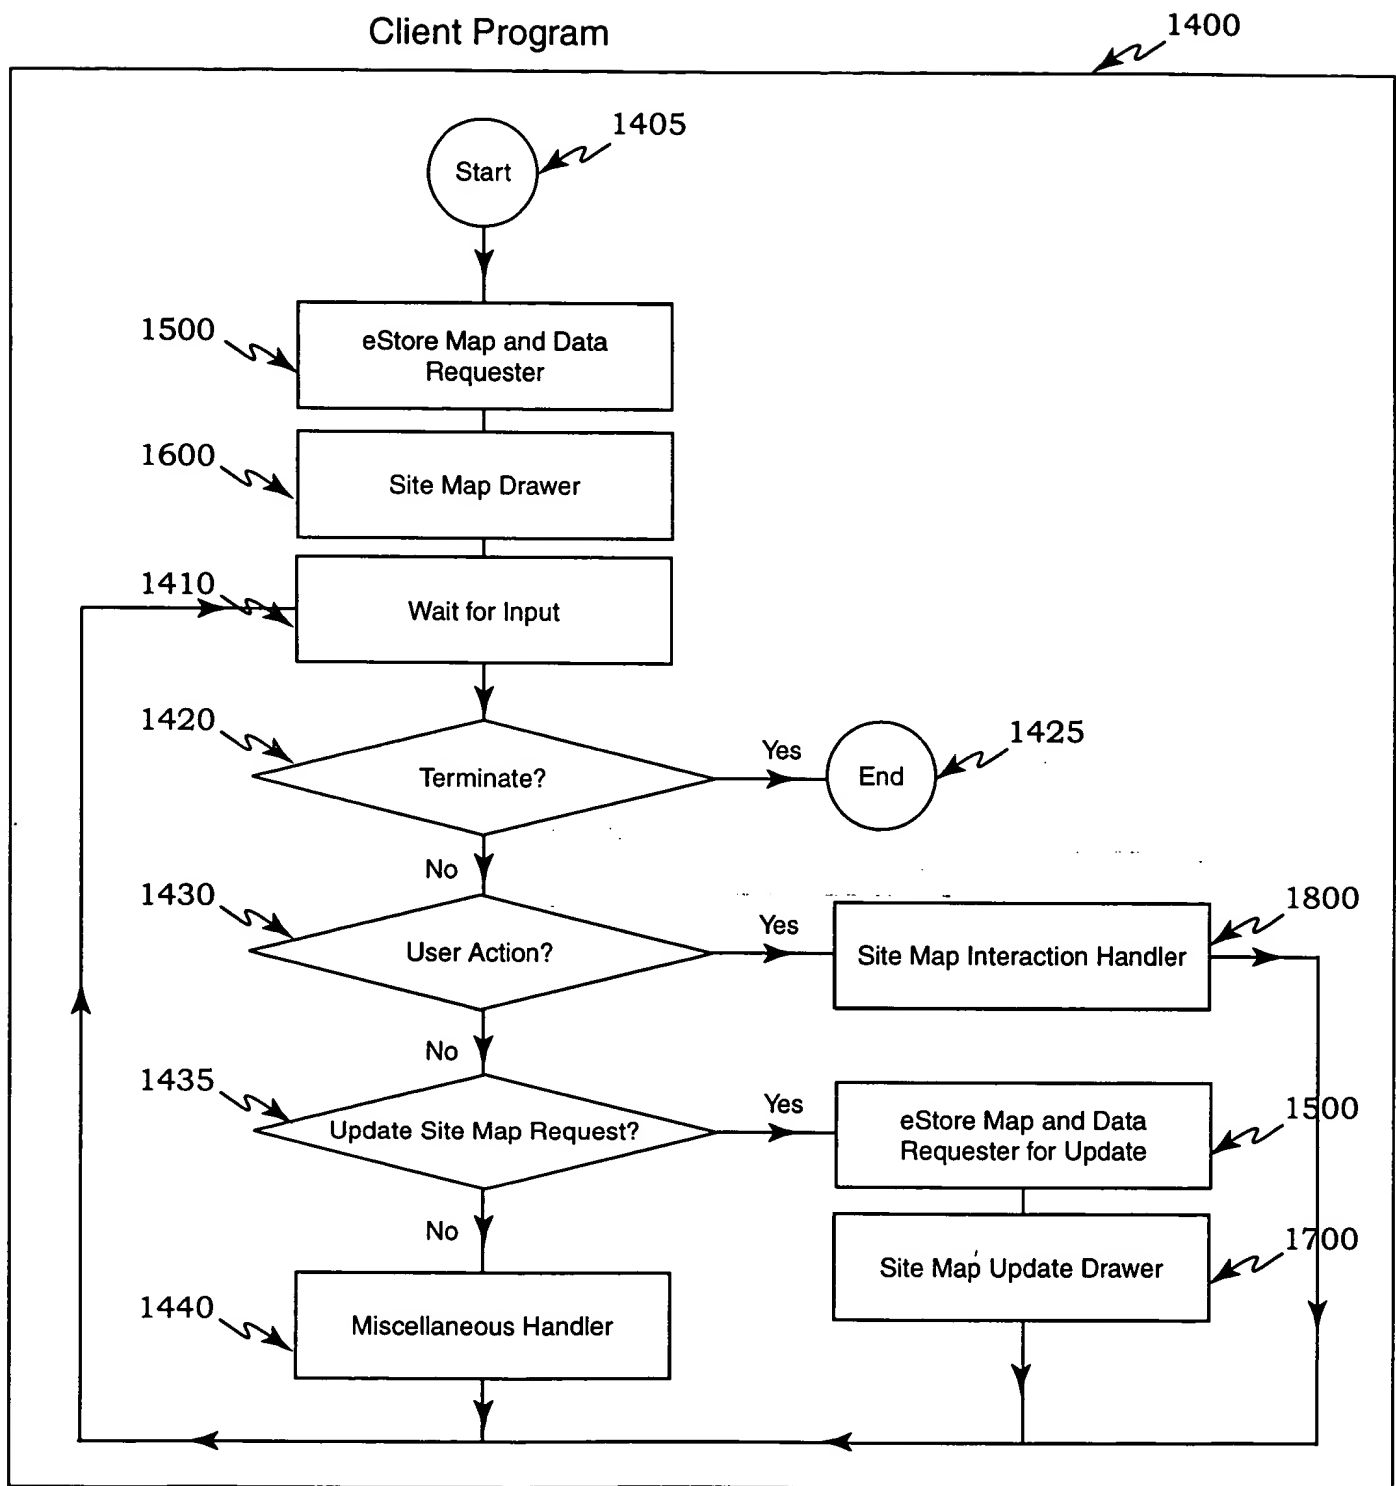 Client Program
1400
1405
Start
1500
eStore Map and Data
Requester
1600
Site Map Drawer
1410
Wait for Input
1420
Terminate?
Yes
End
1425
No
1430
User Action?
Yes
Site Map Interaction Handler
1800
No
1435
Update Site Map Request?
Yes
eStore Map and Data
Requester for Update
1500
No
Site Map Update Drawer
1700
1440
Miscellaneous Handler